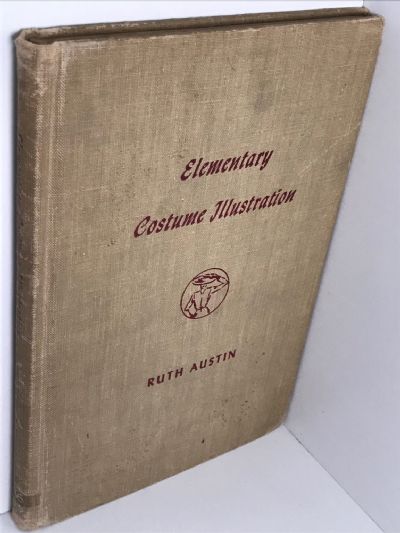 Elementary
Costume Illustration
RUTH AUSTIN